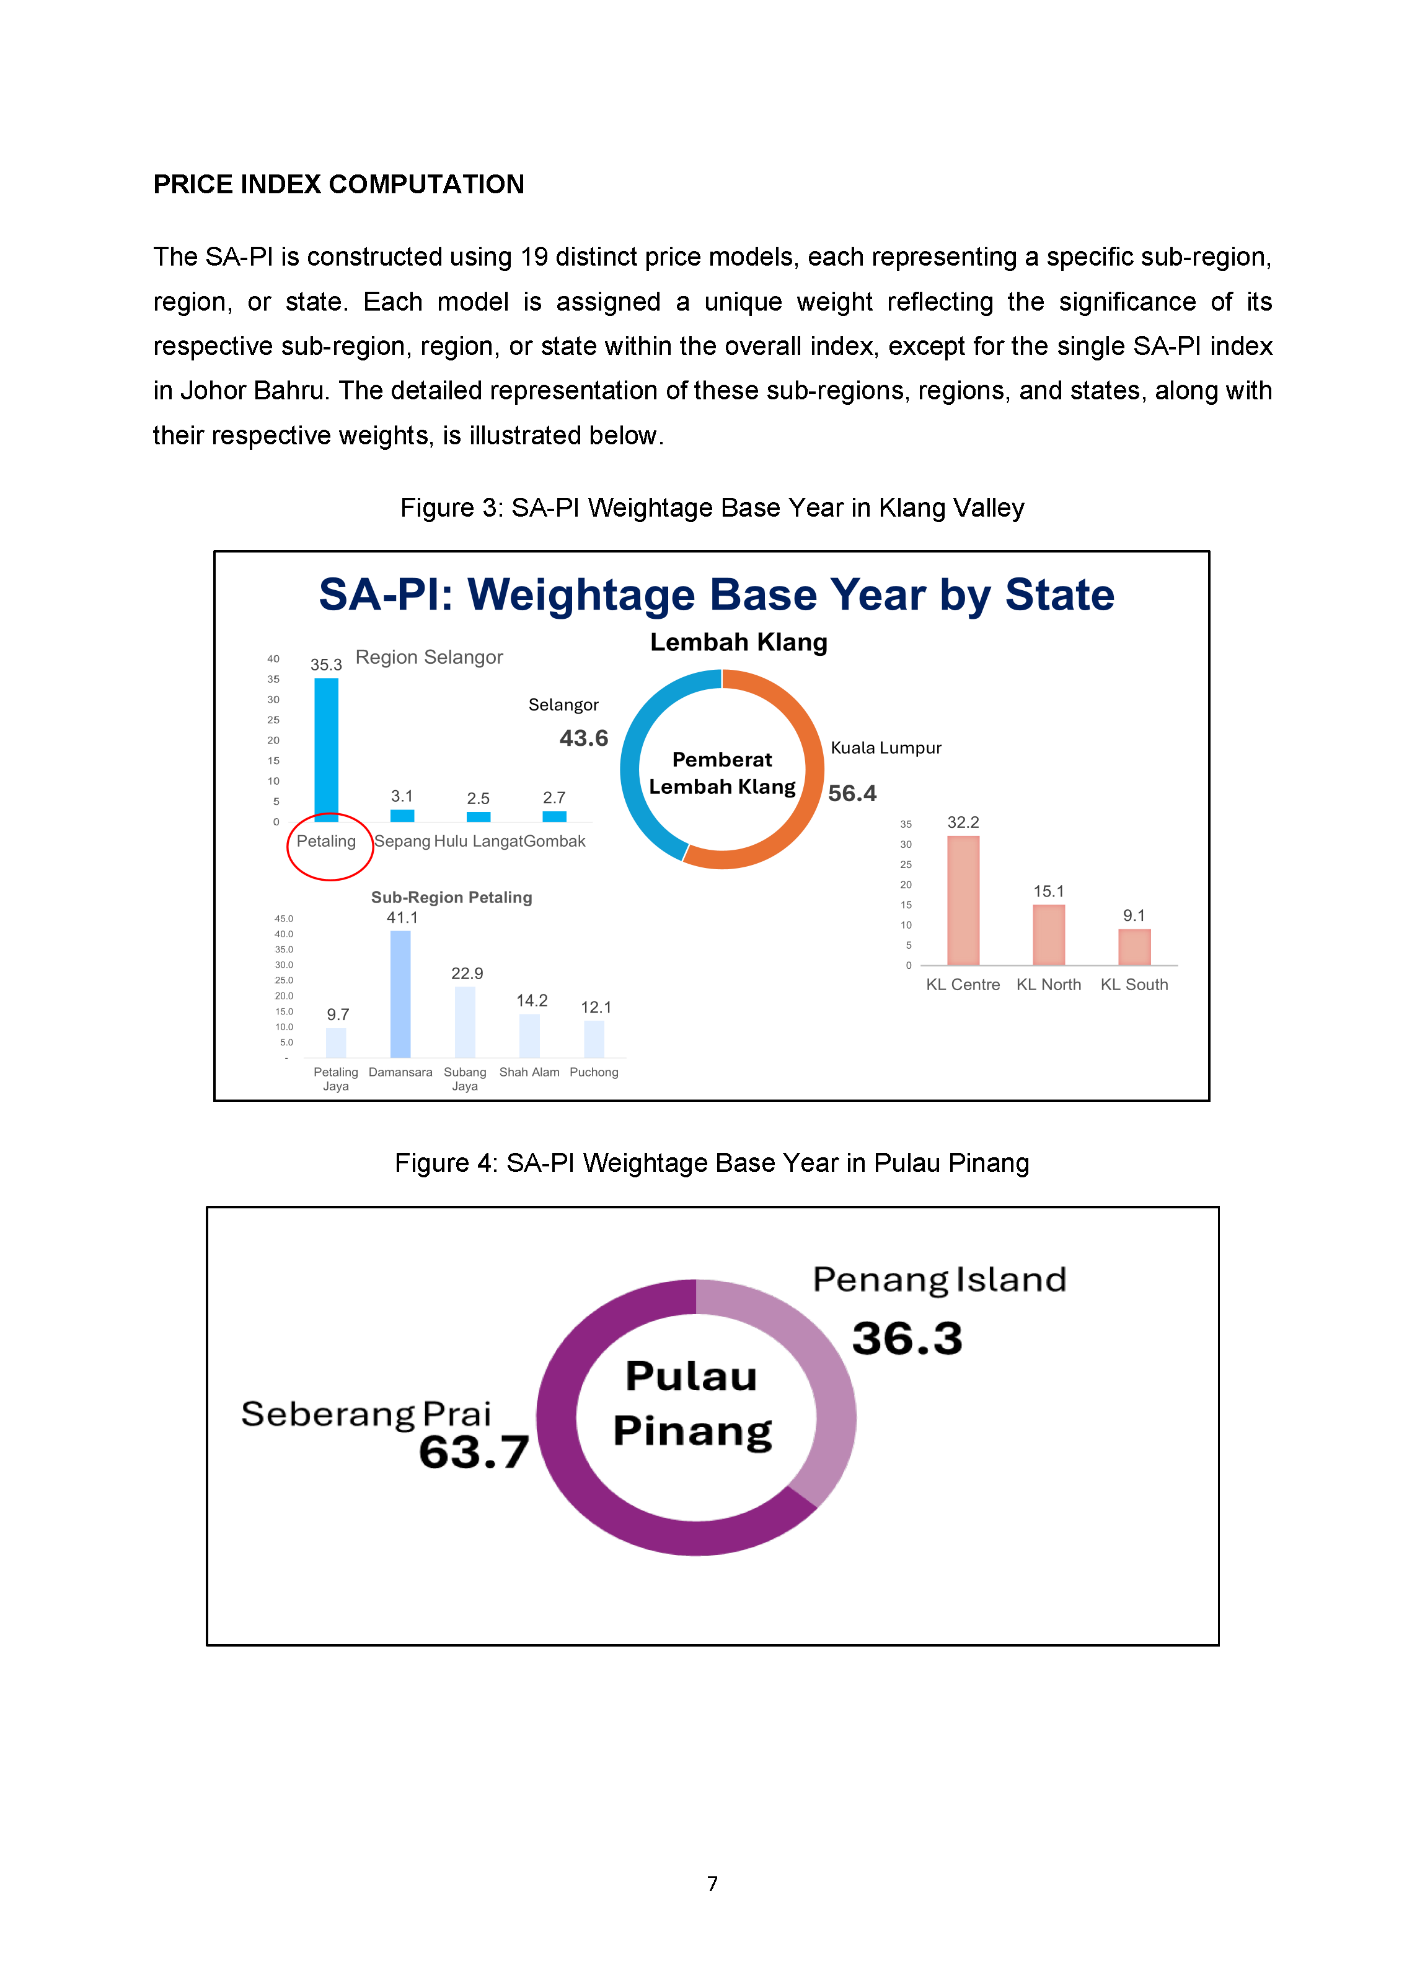 PRICE INDEX COMPUTATION
The SA-PI is constructed using 19 distinct price models, each representing a specific sub-region,
region, or state. Each model is assigned a unique weight reflecting the significance of its
respective sub-region, region, or state within the overall index, except for the single SA-PI index
in Johor Bahru. The detailed representation of these sub-regions, regions, and states, along with
their respective weights, is illustrated below.
Figure 3: SA-PI Weightage Base Year in Klang Valley
SA-PI: Weightage Base Year by State
Region Selangor
40
35
30
25
20
15
10
5
0
35.3
3.1
2.5
2.7
Petaling Sepang Hulu Langat Gombak
Lembah Klang
Selangor
43.6
Pemberat
Lembah Klang
Kuala Lumpur
56.4
35
30
25
20
15
10
5
0
32.2
15.1
9.1
KL Centre KL North KL South
Sub-Region Petaling
45.0
40.0
35.0
30.0
25.0
20.0
15.0
10.0
5.0
-
9.7
41.1
22.9
14.2
12.1
Petaling Damansara Subang Shah Alam Puchong
Jaya Jaya
Figure 4: SA-PI Weightage Base Year in Pulau Pinang
Penang Island
36.3
Pulau
Pinang
Seberang Prai
63.7
7